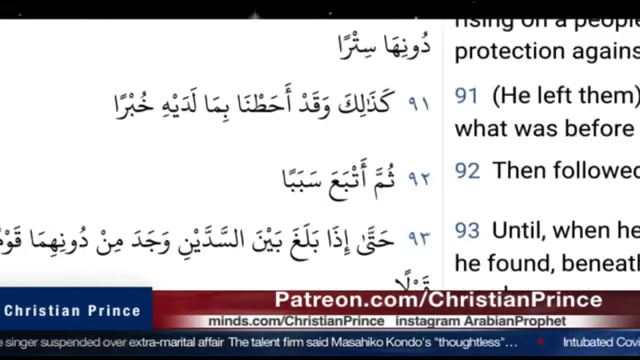 rising on a people
دُونِهَا سِتْرًا
protection against
٩١ كَذَٰلِكَ وَقَدْ أَحَطْنَا بِمَا لَدَيْهِ خُبْرًا
91 (He left them)
what was before
٩٢ ثُمَّ أَتْبَعَ سَبَبًا
92 Then followed
٩٣ حَتَّىٰ إِذَا بَلَغَ بَيْنَ السَّدَّيْنِ وَجَدَ مِنْ دُونِهِمَا
93 Until, when he
he found, beneath
قَوْلًا
Christian Prince
Patreon.com/ChristianPrince
minds.com/ChristianPrince instagram ArabianProphet
singer suspended over extra-marital affair The talent firm said Masahiko Kondo's "thoughtless"... Intubated